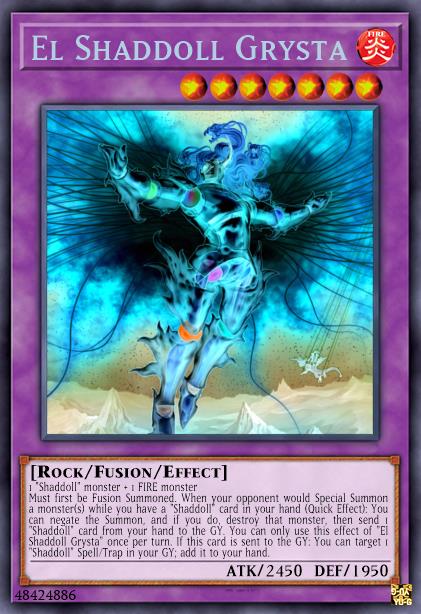 El Shaddoll Grysta
FIRE
炎
[Rock/Fusion/Effect]
1 "Shaddoll" monster + 1 FIRE monster
Must first be Fusion Summoned. When your opponent would Special Summon
a monster(s) while you have a "Shaddoll" card in your hand (Quick Effect): You
can negate the Summon, and if you do, destroy that monster, then send 1
"Shaddoll" card from your hand to the GY. You can only use this effect of "El
Shaddoll Grysta" once per turn. If this card is sent to the GY: You can target 1
"Shaddoll" Spell/Trap in your GY; add it to your hand.
ATK/2450 DEF/1950
48424886